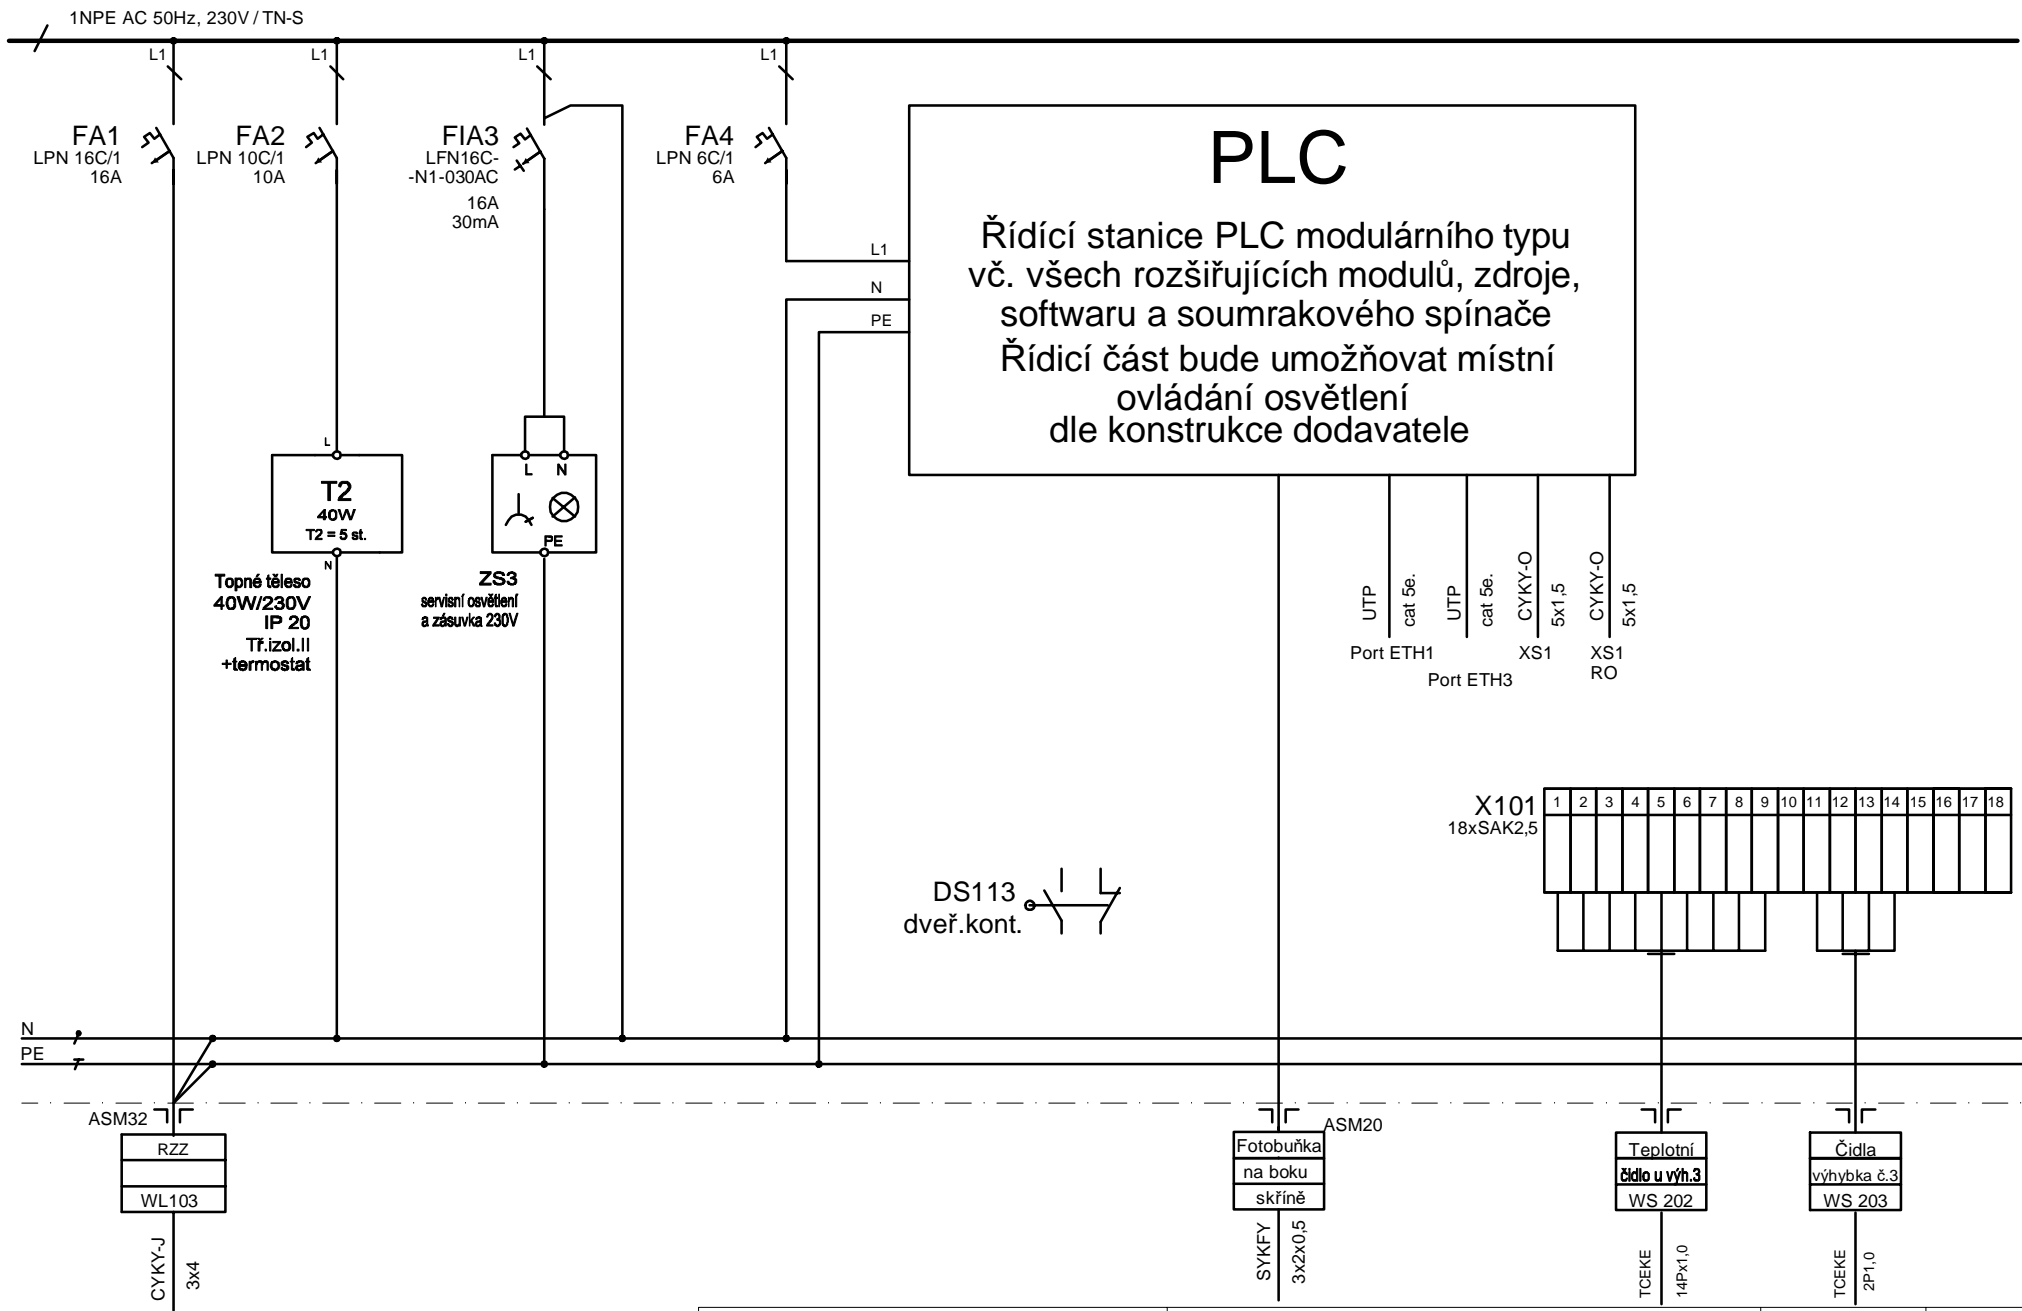 1NPE AC 50Hz, 230V / TN-S
L1
L1
L1
L1
FA1
LPN 16C/1
16A
FA2
LPN 10C/1
10A
FIA3
LFN16C-
-N1-030AC
16A
30mA
FA4
LPN 6C/1
6A
L1
N
PE
PLC
Řídící stanice PLC modulárního typu
vč. všech rozšiřujících modulů, zdroje,
softwaru a soumrakového spínače
Řídicí část bude umožňovat místní
ovládání osvětlení
dle konstrukce dodavatele
L
T2
40W
T2 = 5 st.
N
Topné těleso
40W/230V
IP 20
Tř.izol.II
+termostat
L N
PE
ZS3
servisní osvětlení
a zásuvka 230V
UTP
cat 5e.
Port ETH1
UTP
cat 5e.
Port ETH3
CYKY-O
5x1,5
XS1
CYKY-O
5x1,5
XS1
RO
X101
18xSAK2,5
1 2 3 4 5 6 7 8 9 10 11 12 13 14 15 16 17 18
DS113
dveř.kont.
N
PE
ASM32
RZZ
WL103
CYKY-J
3x4
ASM20
Fotobuňka
na boku
skříně
SYKFY
3x2x0,5
Teplotní
čidlo u výh.3
WS 202
TCEKE
14Px1,0
Čidla
výhybka č.3
WS 203
TCEKE
2P1,0